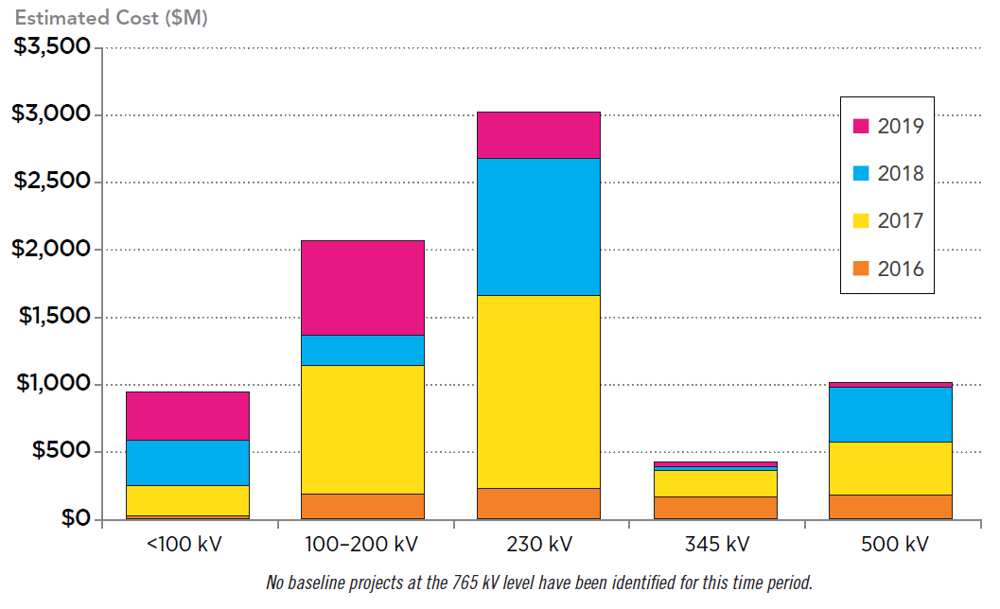 Estimated Cost ($M)
$3,500
$3,000
$2,500
$2,000
$1,500
$1,000
$500
$0
2019
2018
2017
2016
<100 kV
100–200 kV
230 kV
345 kV
500 kV
No baseline projects at the 765 kV level have been identified for this time period.